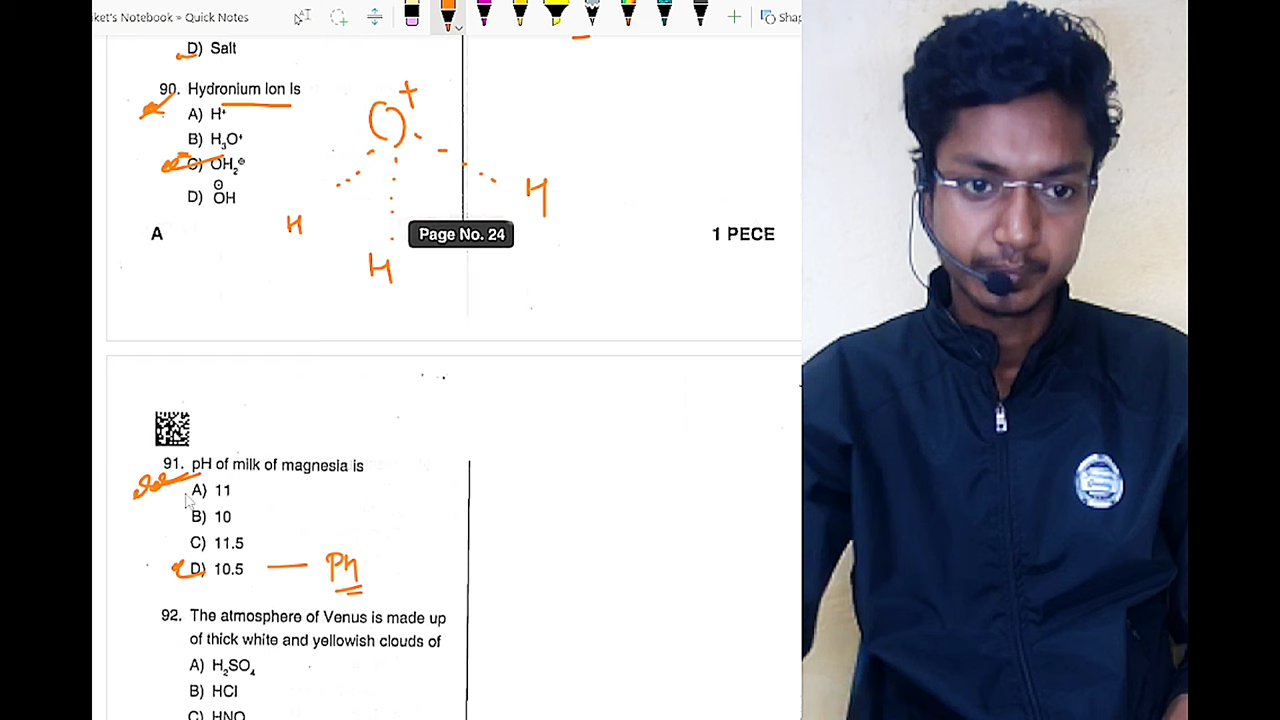 ket's Notebook » Quick Notes
Shap
D) Salt
90. Hydronium Ion Is
A) H⁺
B) H₃O⁺
C) OH₂⊕
D) O⊖H
O⁺
H
H
H
A
Page No. 24
1 PECE
91. pH of milk of magnesia is
A) 11
B) 10
C) 11.5
D) 10.5 — Ph
92. The atmosphere of Venus is made up
of thick white and yellowish clouds of
A) H₂SO₄
B) HCl
C) HNO